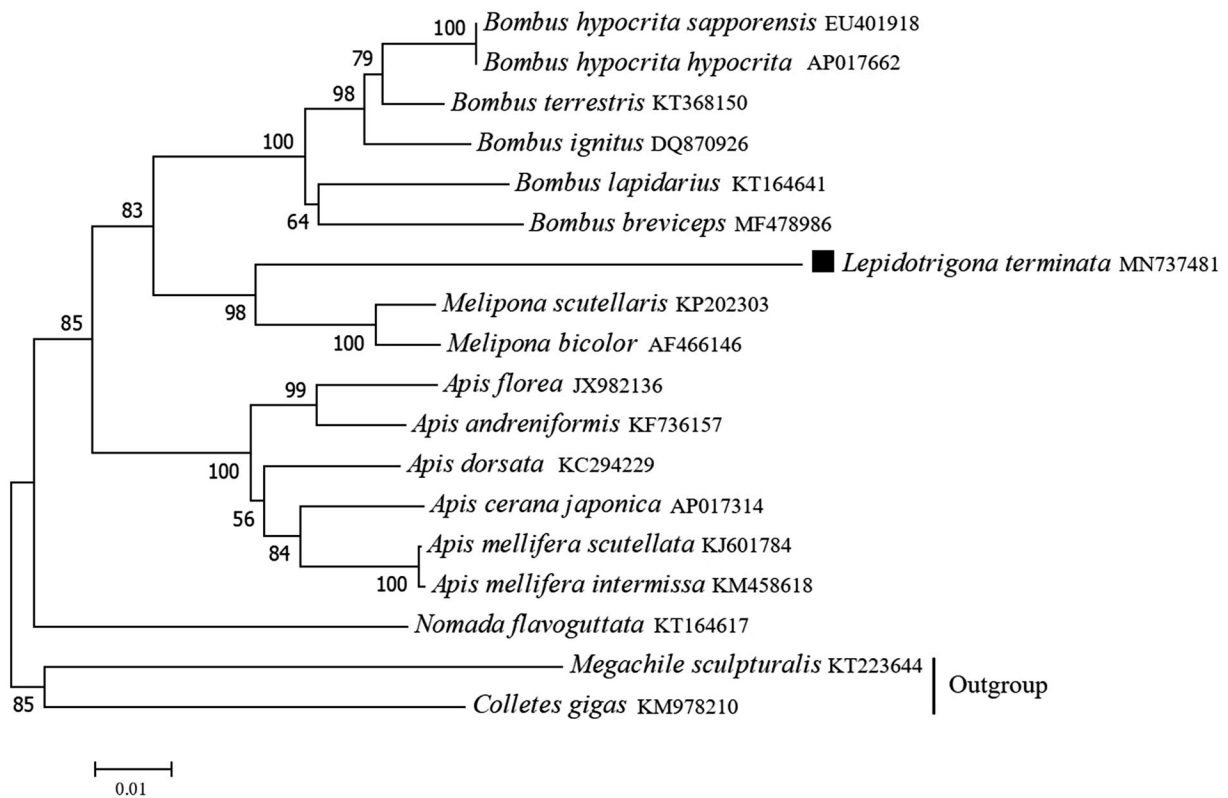 100 Bombus hypocrita sapporensis EU401918
Bombus hypocrita hypocrita AP017662
79
98 Bombus terrestris KT368150
100 Bombus ignitus DQ870926
Bombus lapidarius KT164641
83
64 Bombus breviceps MF478986
Lepidotrigona terminata MN737481
98 Melipona scutellaris KP202303
85
100 Melipona bicolor AF466146
99 Apis florea JX982136
Apis andreniformis KF736157
100 Apis dorsata KC294229
56 Apis cerana japonica AP017314
84 Apis mellifera scutellata KJ601784
100 Apis mellifera intermissa KM458618
Nomada flavoguttata KT164617
Megachile sculpturalis KT223644
Outgroup
85 Colletes gigas KM978210
0.01